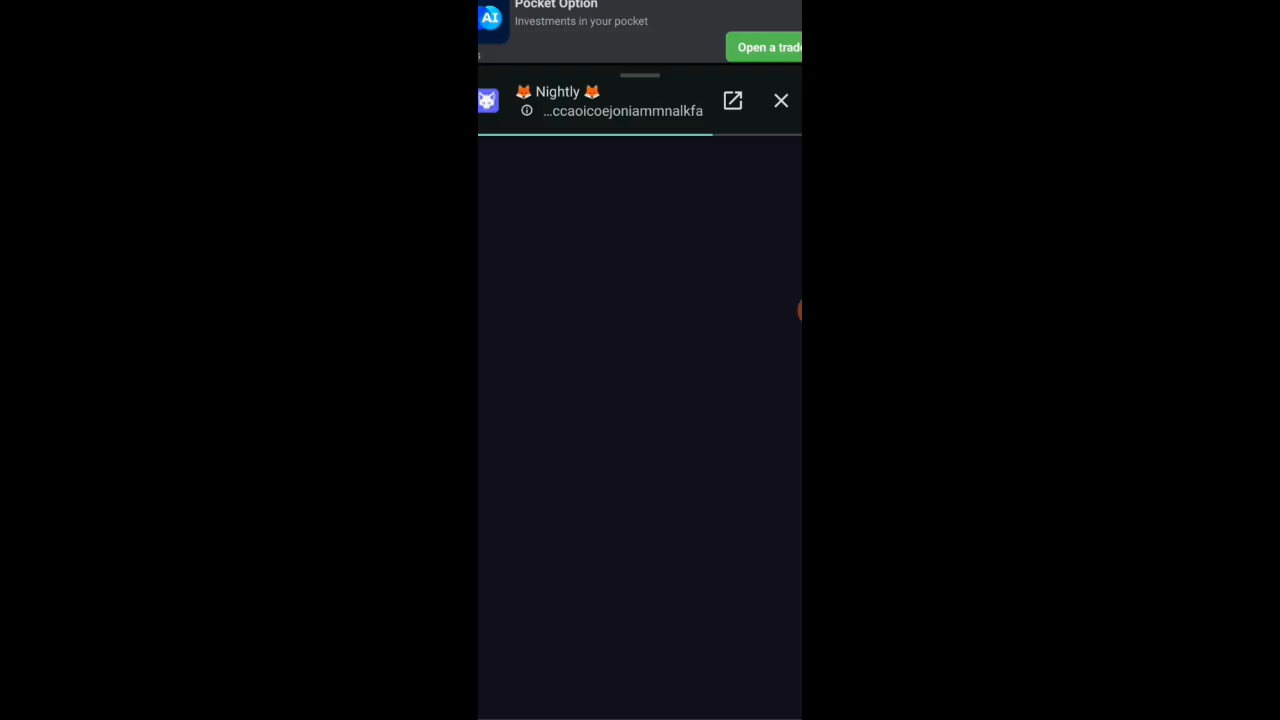 Pocket Option
AI
Investments in your pocket
Open a trad
🦊 Nightly 🦊
...ccaoicoejoniammnalkfa